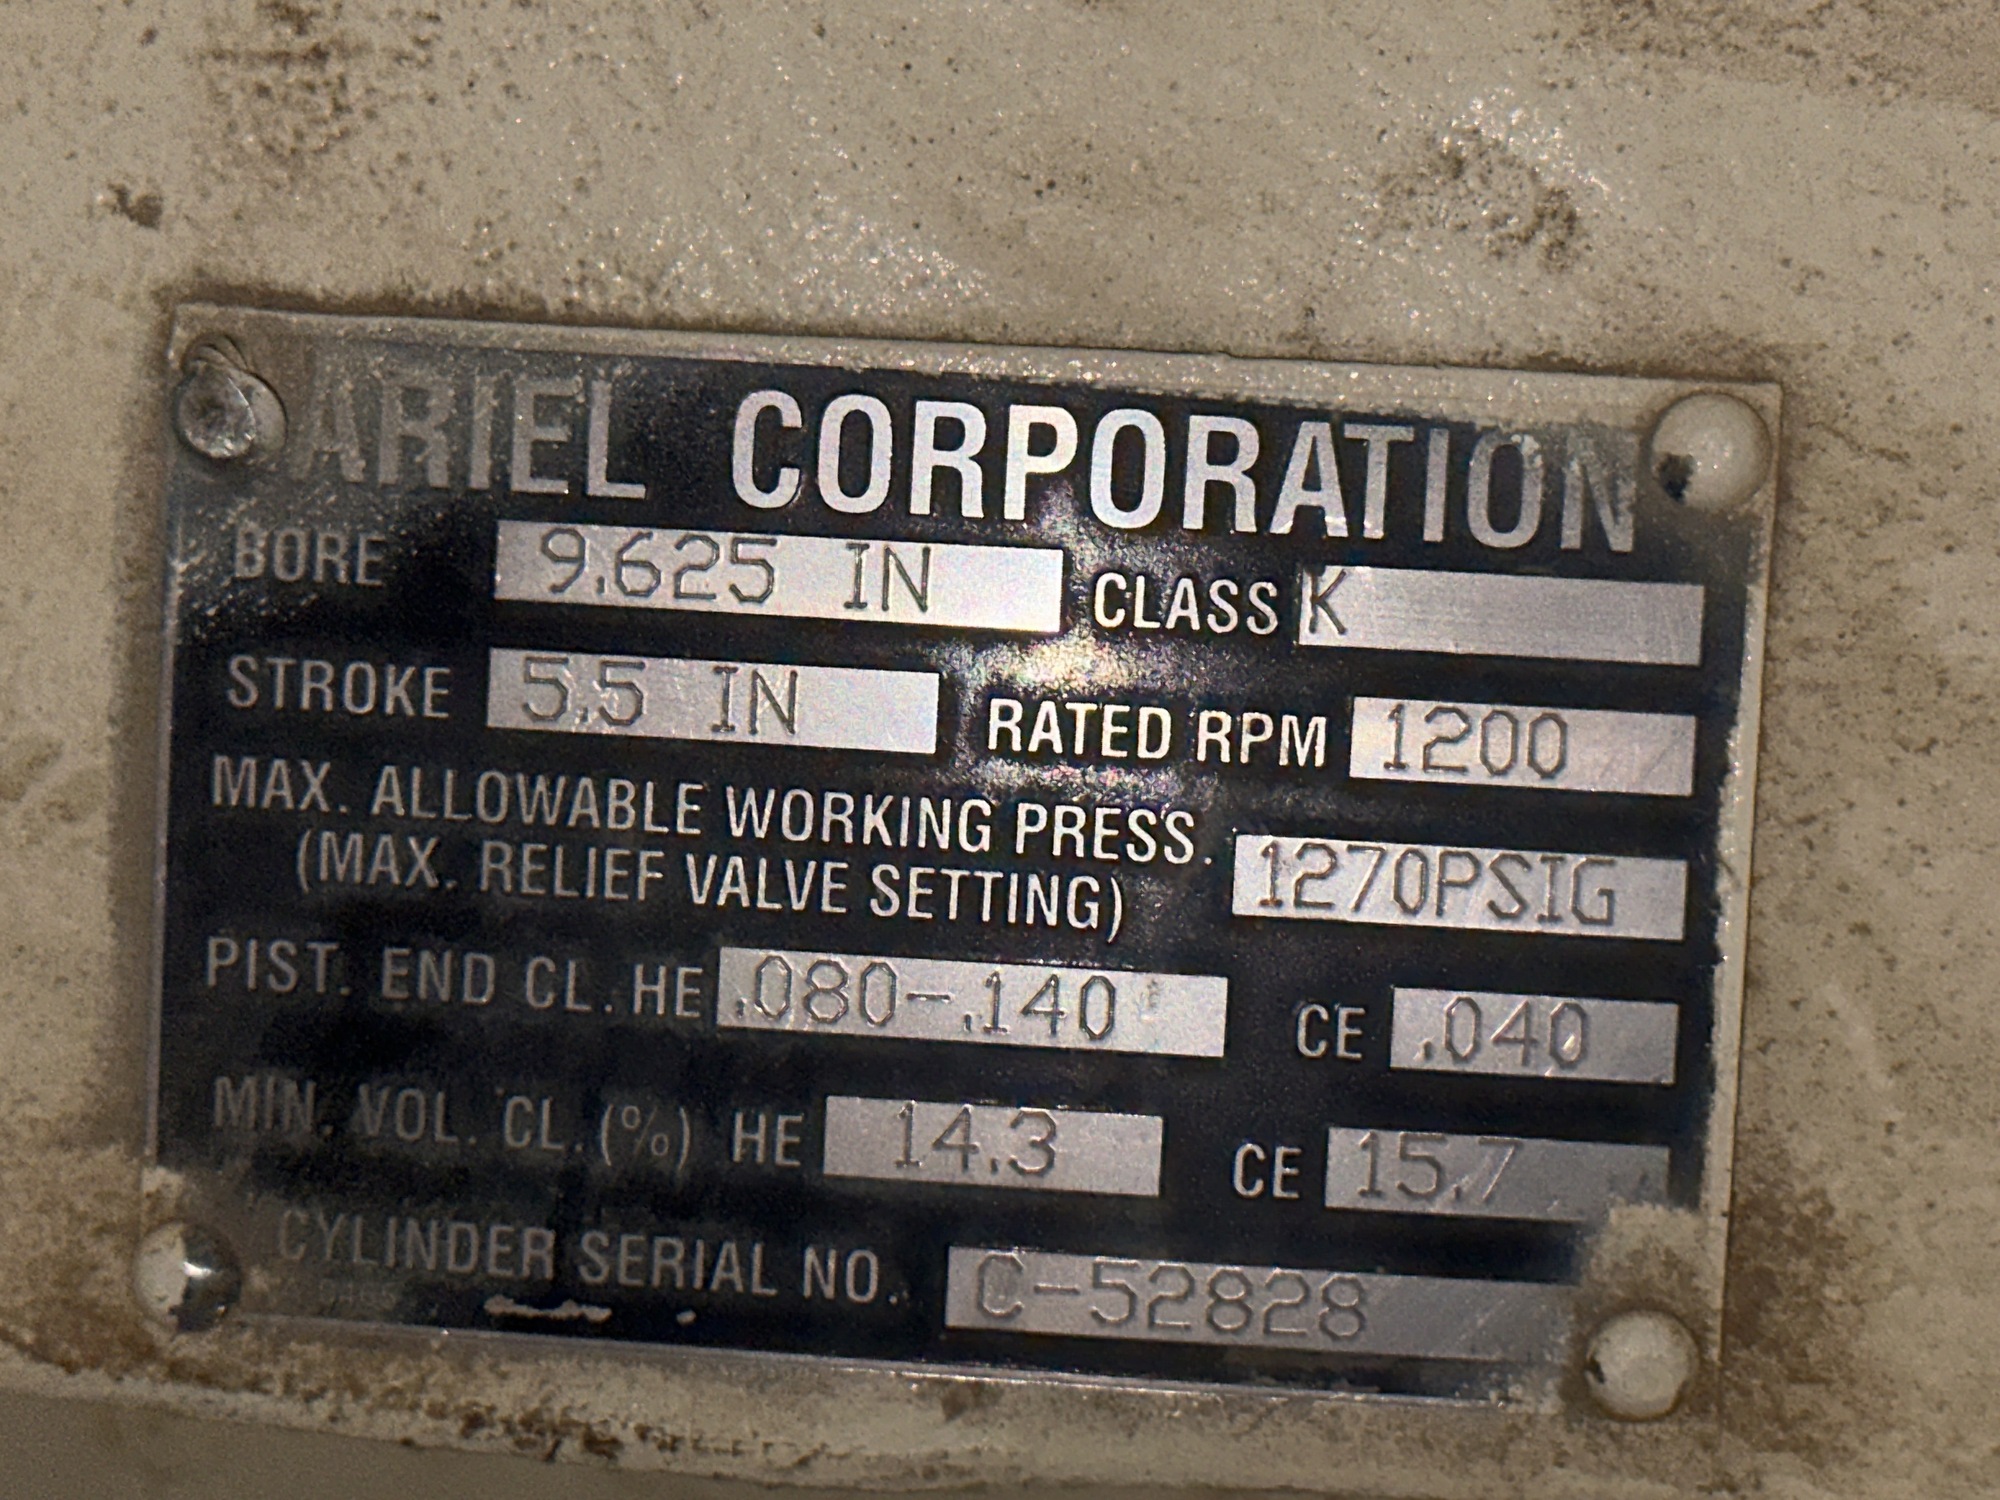 ARIEL CORPORATION
BORE 9.625 IN CLASS K
STROKE 5.5 IN RATED RPM 1200
MAX. ALLOWABLE WORKING PRESS.
(MAX. RELIEF VALVE SETTING) 1270PSIG
PIST. END CL. HE .080-.140 CE .040
MIN. VOL. CL. (%) HE 14.3 CE 15.7
CYLINDER SERIAL NO. C-52828